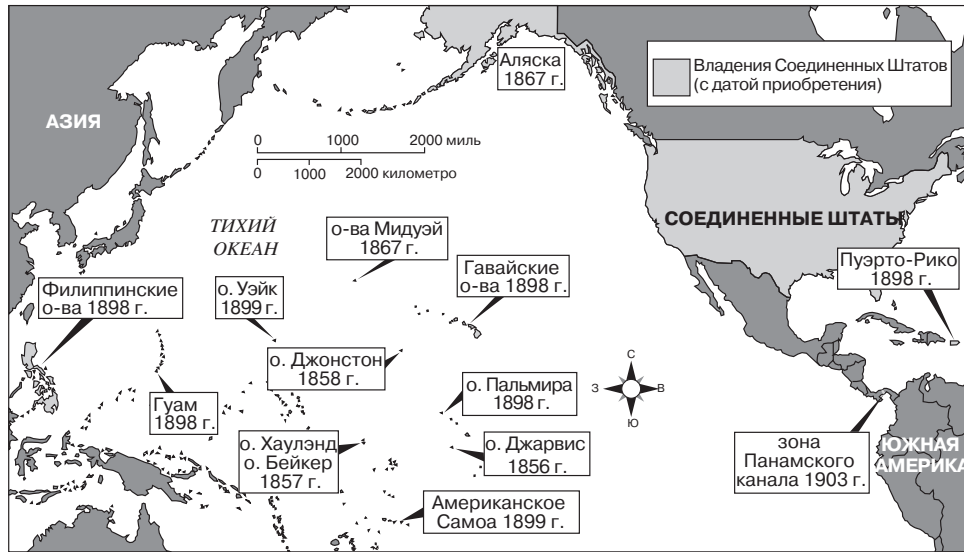 Аляска
1867 г.
Владения Соединенных Штатов
(с датой приобретения)
АЗИЯ
0 1000 2000 миль
0 1000 2000 километро
ТИХИЙ
ОКЕАН
СОЕДИНЕННЫЕ ШТАТЫ
о-ва Мидуэй
1867 г.
Пуэрто-Рико
1898 г.
Гавайские
о-ва 1898 г.
Филиппинские
о-ва 1898 г.
о. Уэйк
1899 г.
о. Джонстон
1858 г.
С
З В
Ю
о. Пальмира
1898 г.
Гуам
1898 г.
о. Хаулэнд
о. Бейкер
1857 г.
о. Джарвис
1856 г.
зона
Панамского
канала 1903 г.
ЮЖНАЯ
АМЕРИКА
Американское
Самоа 1899 г.